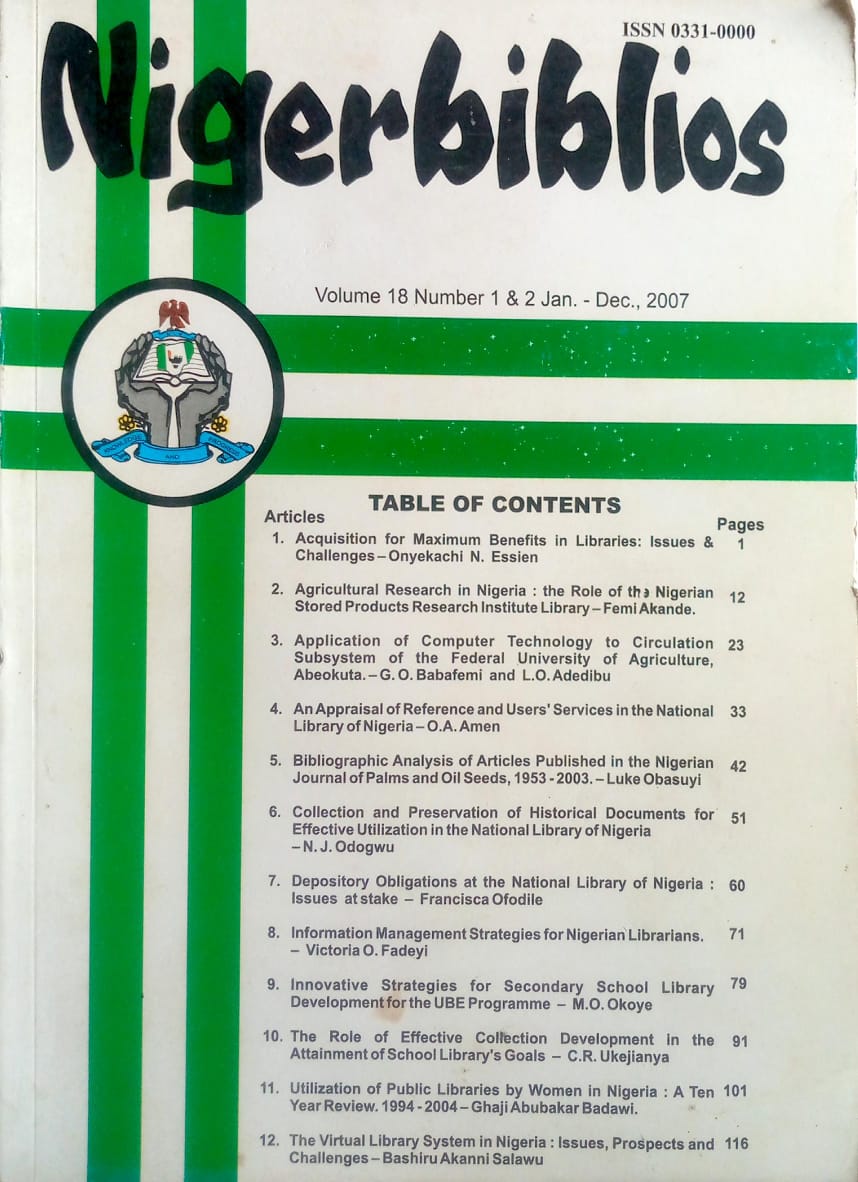 ISSN 0331-0000
Nigerbiblios
Volume 18 Number 1 & 2 Jan. - Dec., 2007
KNOWLEDGE AND PROGRESS
TABLE OF CONTENTS
Articles Pages
1. Acquisition for Maximum Benefits in Libraries: Issues & 1
Challenges – Onyekachi N. Essien
2. Agricultural Research in Nigeria : the Role of the Nigerian 12
Stored Products Research Institute Library – Femi Akande.
3. Application of Computer Technology to Circulation 23
Subsystem of the Federal University of Agriculture,
Abeokuta. – G. O. Babafemi and L.O. Adedibu
4. An Appraisal of Reference and Users' Services in the National 33
Library of Nigeria – O.A. Amen
5. Bibliographic Analysis of Articles Published in the Nigerian 42
Journal of Palms and Oil Seeds, 1953 - 2003. – Luke Obasuyi
6. Collection and Preservation of Historical Documents for 51
Effective Utilization in the National Library of Nigeria
– N. J. Odogwu
7. Depository Obligations at the National Library of Nigeria : 60
Issues at stake – Francisca Ofodile
8. Information Management Strategies for Nigerian Librarians. 71
– Victoria O. Fadeyi
9. Innovative Strategies for Secondary School Library 79
Development for the UBE Programme – M.O. Okoye
10. The Role of Effective Collection Development in the 91
Attainment of School Library's Goals – C.R. Ukejianya
11. Utilization of Public Libraries by Women in Nigeria : A Ten 101
Year Review. 1994 - 2004 – Ghaji Abubakar Badawi.
12. The Virtual Library System in Nigeria : Issues, Prospects and 116
Challenges – Bashiru Akanni Salawu